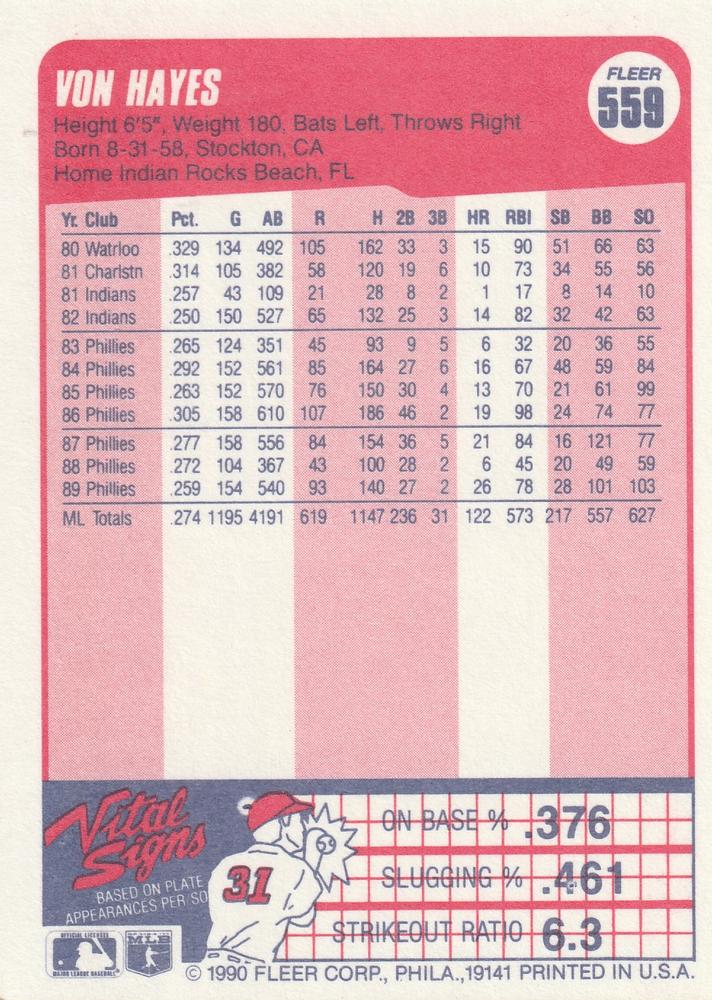 VON HAYES
FLEER
559
Height 6'5", Weight 180, Bats Left, Throws Right
Born 8-31-58, Stockton, CA
Home Indian Rocks Beach, FL
Yr. Club Pct. G AB R H 2B 3B HR RBI SB BB SO
80 Watrloo .329 134 492 105 162 33 3 15 90 51 66 63
81 Charlstn .314 105 382 58 120 19 6 10 73 34 55 56
81 Indians .257 43 109 21 28 8 2 1 17 8 14 10
82 Indians .250 150 527 65 132 25 3 14 82 32 42 63
83 Phillies .265 124 351 45 93 9 5 6 32 20 36 55
84 Phillies .292 152 561 85 164 27 6 16 67 48 59 84
85 Phillies .263 152 570 76 150 30 4 13 70 21 61 99
86 Phillies .305 158 610 107 186 46 2 19 98 24 74 77
87 Phillies .277 158 556 84 154 36 5 21 84 16 121 77
88 Phillies .272 104 367 43 100 28 2 6 45 20 49 59
89 Phillies .259 154 540 93 140 27 2 26 78 28 101 103
ML Totals .274 1195 4191 619 1147 236 31 122 573 217 557 627
Vital Signs
BASED ON PLATE
APPEARANCES PER SO
31
ON BASE % .376
SLUGGING % .461
STRIKEOUT RATIO 6.3
OFFICIAL LICENSEE
MAJOR LEAGUE BASEBALL
MLB
© 1990 FLEER CORP., PHILA., 19141 PRINTED IN U.S.A.